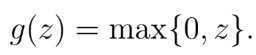 g(z) = max{0, z}.